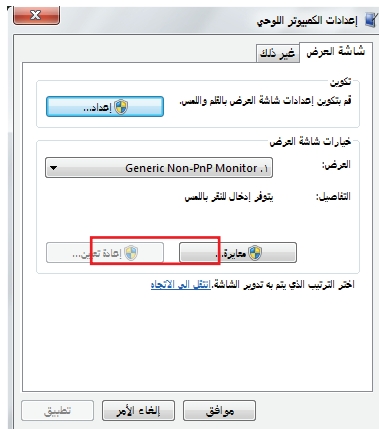 إعدادات الكمبيوتر اللوحي
شاشة العرض
غير ذلك
تكوين
قم بتكوين إعدادات شاشة العرض بالقلم واللمس.
إعداد...
خيارات شاشة العرض
العرض:
١. Generic Non-PnP Monitor
التفاصيل:
يتوفر إدخال للنقر باللمس
معايرة...
إعادة تعيين...
اختر الترتيب الذي يتم به تدوير الشاشة. انتقل إلى الاتجاه
موافق
إلغاء الأمر
تطبيق